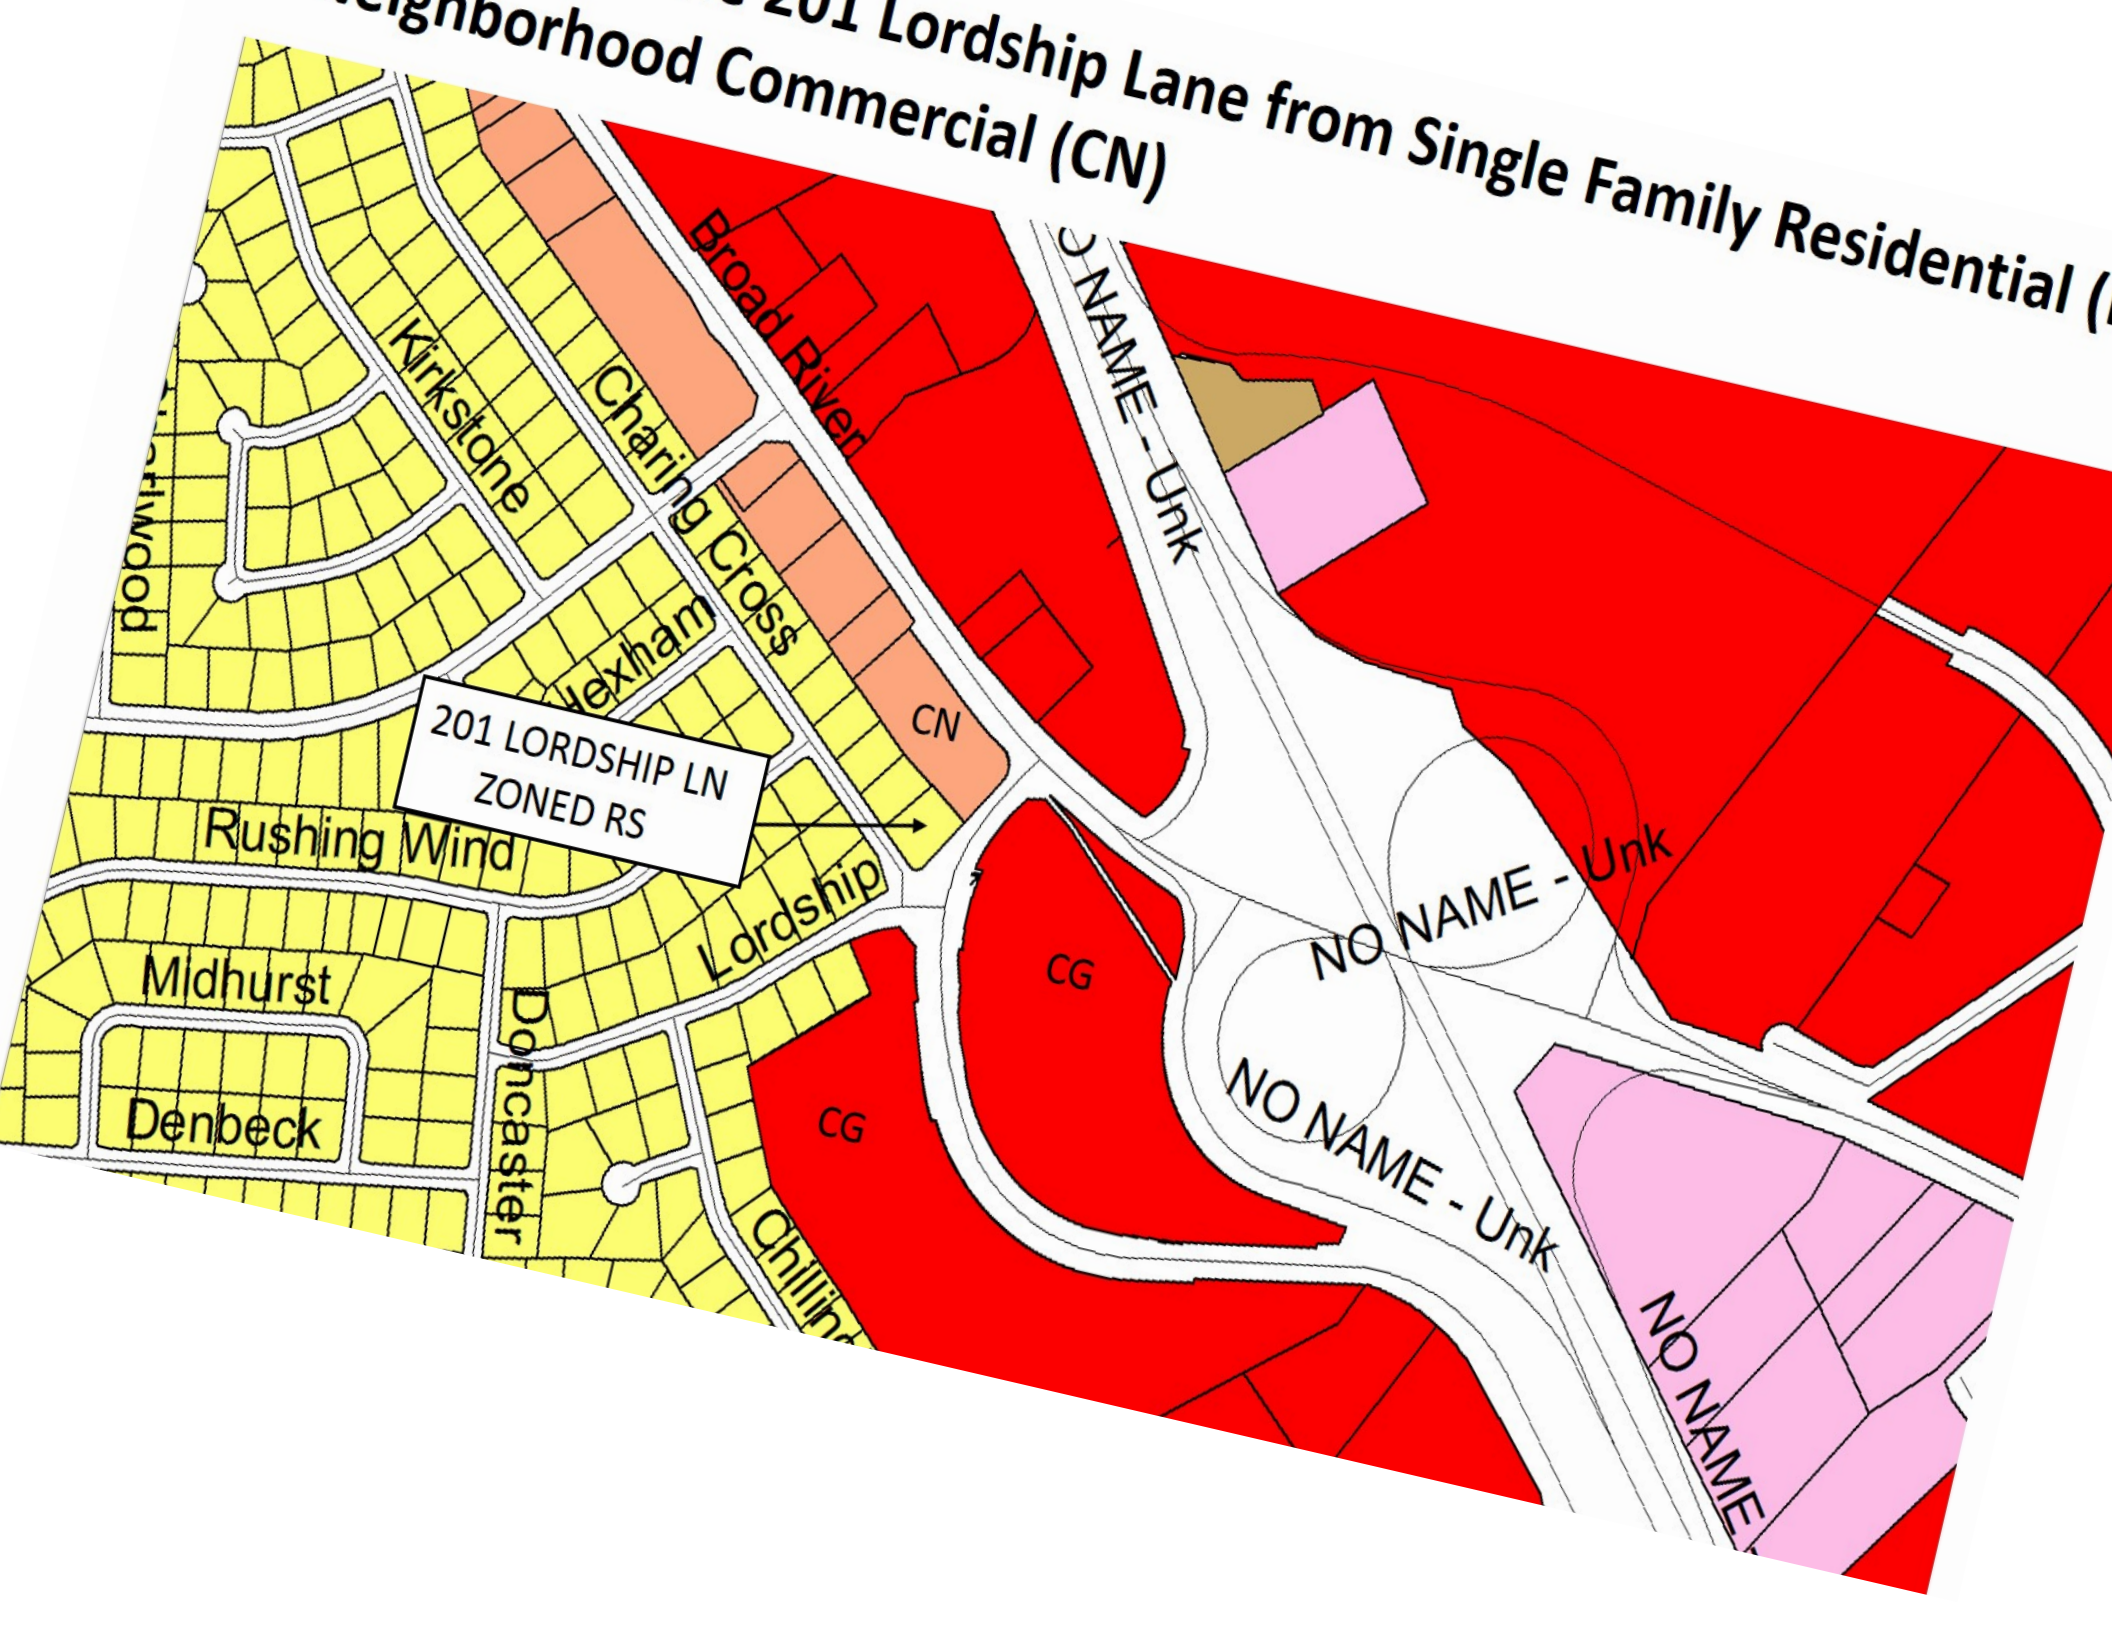 201 Lordship Lane from Single Family Residential (
Neighborhood Commercial (CN)
Broad River
NAME - Unk
Kirkstone
Charing Cross
Hexham
CN
201 LORDSHIP LN
ZONED RS
Rushing Wind
Lordship
NO NAME - Unk
CG
Midhurst
Doncaster
NO NAME - Unk
Denbeck
CG
NO NAME